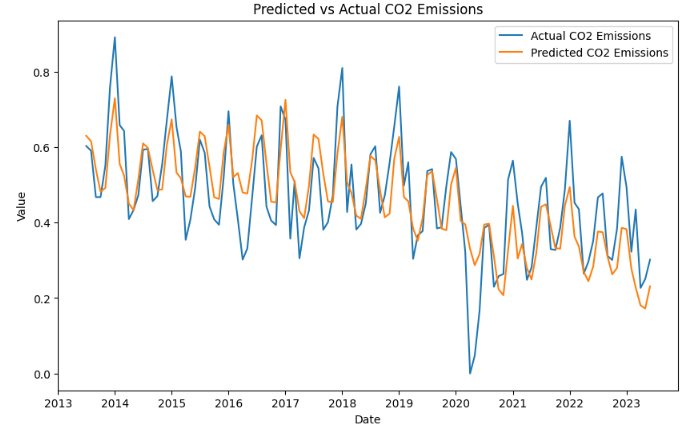 Predicted vs Actual CO2 Emissions
Actual CO2 Emissions
Predicted CO2 Emissions
Value
0.8
0.6
0.4
0.2
0.0
2013 2014 2015 2016 2017 2018 2019 2020 2021 2022 2023
Date